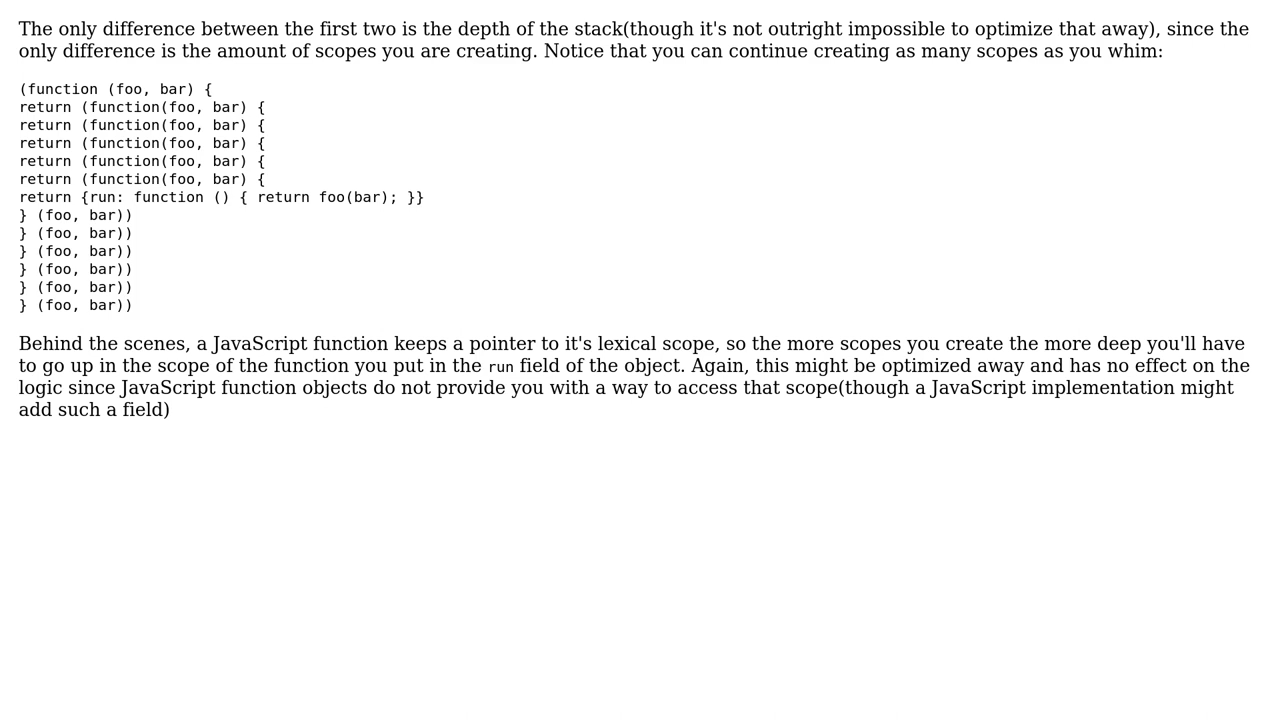 The only difference between the first two is the depth of the stack(though it's not outright impossible to optimize that away), since the
only difference is the amount of scopes you are creating. Notice that you can continue creating as many scopes as you whim:
(function (foo, bar) {
return (function(foo, bar) {
return (function(foo, bar) {
return (function(foo, bar) {
return (function(foo, bar) {
return (function(foo, bar) {
return {run: function () { return foo(bar); }}
} (foo, bar))
} (foo, bar))
} (foo, bar))
} (foo, bar))
} (foo, bar))
} (foo, bar))
Behind the scenes, a JavaScript function keeps a pointer to it's lexical scope, so the more scopes you create the more deep you'll have
to go up in the scope of the function you put in the run field of the object. Again, this might be optimized away and has no effect on the
logic since JavaScript function objects do not provide you with a way to access that scope(though a JavaScript implementation might
add such a field)